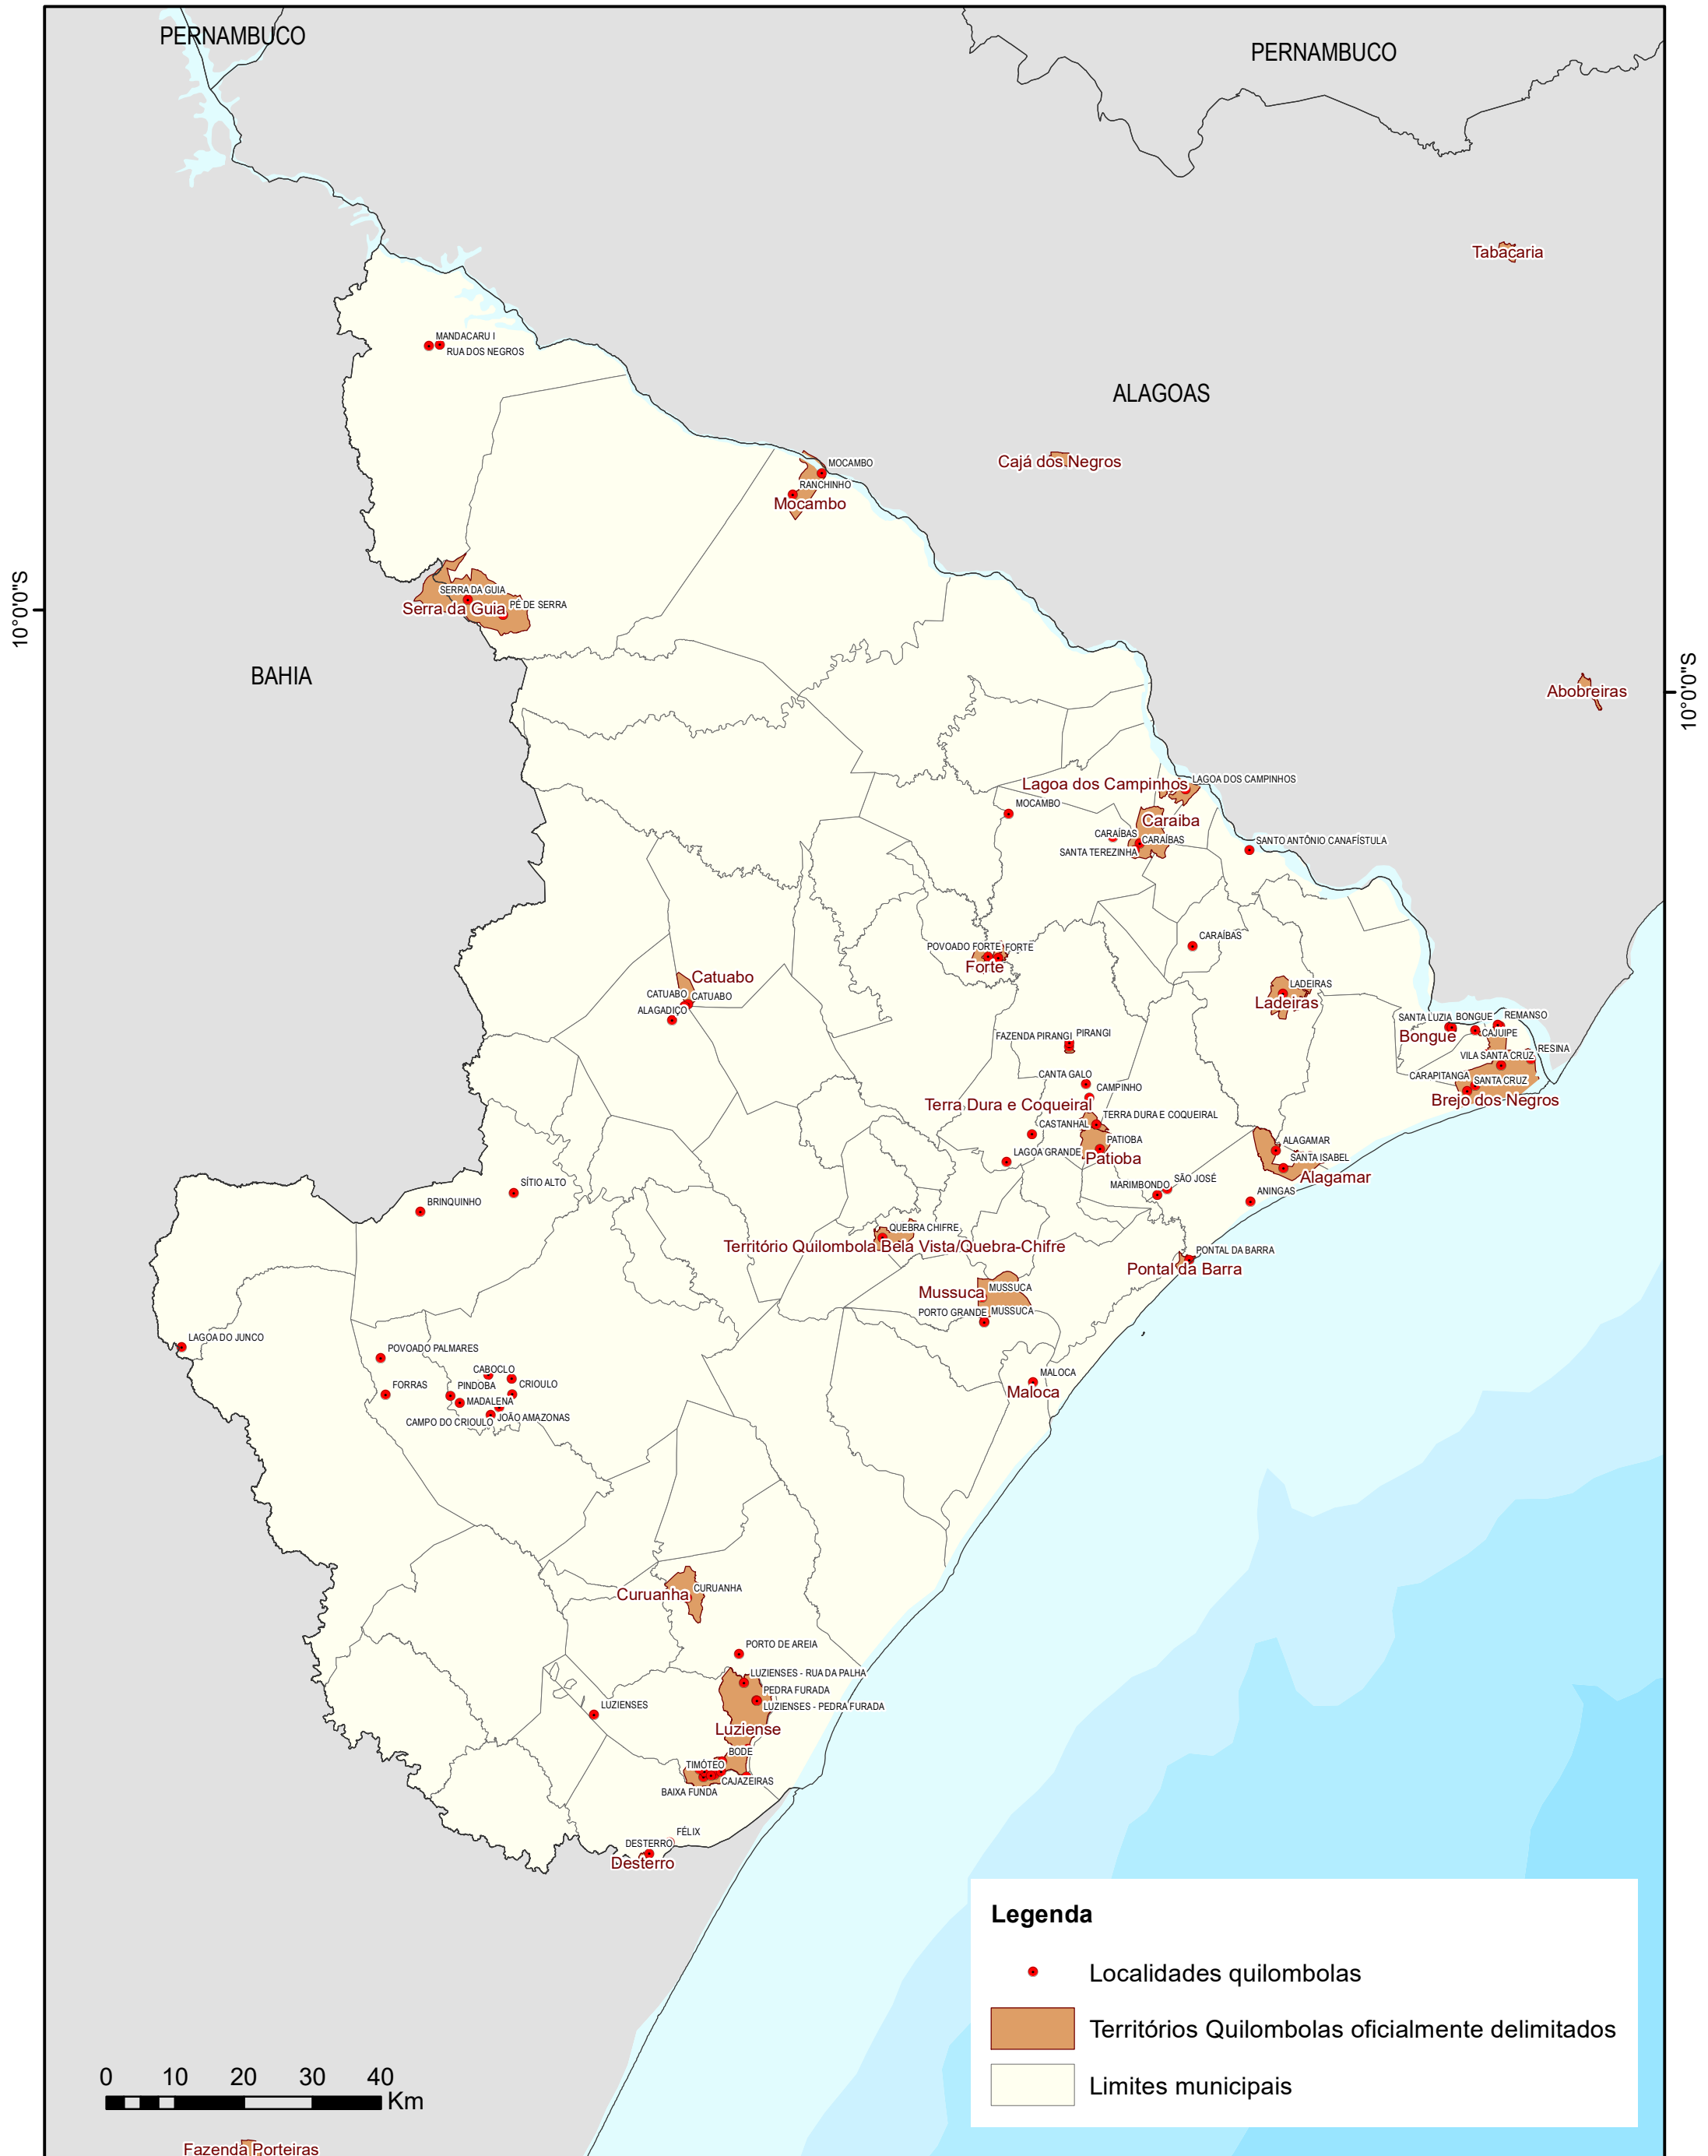 PERNAMBUCO
PERNAMBUCO
Tabacaria
MANDACARU I
RUA DOS NEGROS
ALAGOAS
MOCAMBO
Cajá dos Negros
RANCHINHO
Mocambo
10°0'0"S
SERRA DA GUIA
PÉ DE SERRA
Serra da Guia
BAHIA
10°0'0"S
Abobreiras
LAGOA DOS CAMPINHOS
Lagoa dos Campinhos
MOCAMBO
Caraíba
CARAÍBAS
CARAÍBAS
SANTA TEREZINHA
SANTO ANTÔNIO CANAFÍSTULA
CARAÍBAS
POVOADO FORTE
FORTE
Forte
Catuabo
CATUABO
CATUABO
ALAGADIÇO
LADEIRAS
Ladeiras
SANTA LUZIA
BONGUE
REMANSO
Bongue
CAJUIPE
FAZENDA PIRANGI
PIRANGI
RESINA
VILA SANTA CRUZ
CARAPITANGA
SANTA CRUZ
Brejo dos Negros
CANTA GALO
CAMPINHO
Terra Dura e Coqueiral
TERRA DURA E COQUEIRAL
CASTANHAL
PATIOBA
Patioba
LAGOA GRANDE
ALAGAMAR
SANTA ISABEL
Alagamar
SÃO JOSÉ
MARIMBONDO
ANINGAS
SÍTIO ALTO
BRINQUINHO
QUEBRA CHIFRE
Território Quilombola Bela Vista/Quebra-Chifre
PONTAL DA BARRA
Pontal da Barra
MUSSUCA
Mussuca
PORTO GRANDE
MUSSUCA
LAGOA DO JUNCO
POVOADO PALMARES
CABOCLO
MALOCA
Maloca
FORRAS
PINDOBA
CRIOULO
MADALENA
CAMPO DO CRIOULO
JOÃO AMAZONAS
CURUANHA
Curuanha
PORTO DE AREIA
LUZIENSES - RUA DA PALHA
PEDRA FURADA
LUZIENSES
LUZIENSES - PEDRA FURADA
Luziense
BODE
TIMÓTEO
CAJAZEIRAS
BAIXA FUNDA
FÉLIX
DESTERRO
Desterro
Legenda
Localidades quilombolas
Territórios Quilombolas oficialmente delimitados
Limites municipais
0 10 20 30 40
Km
Fazenda Porteiras